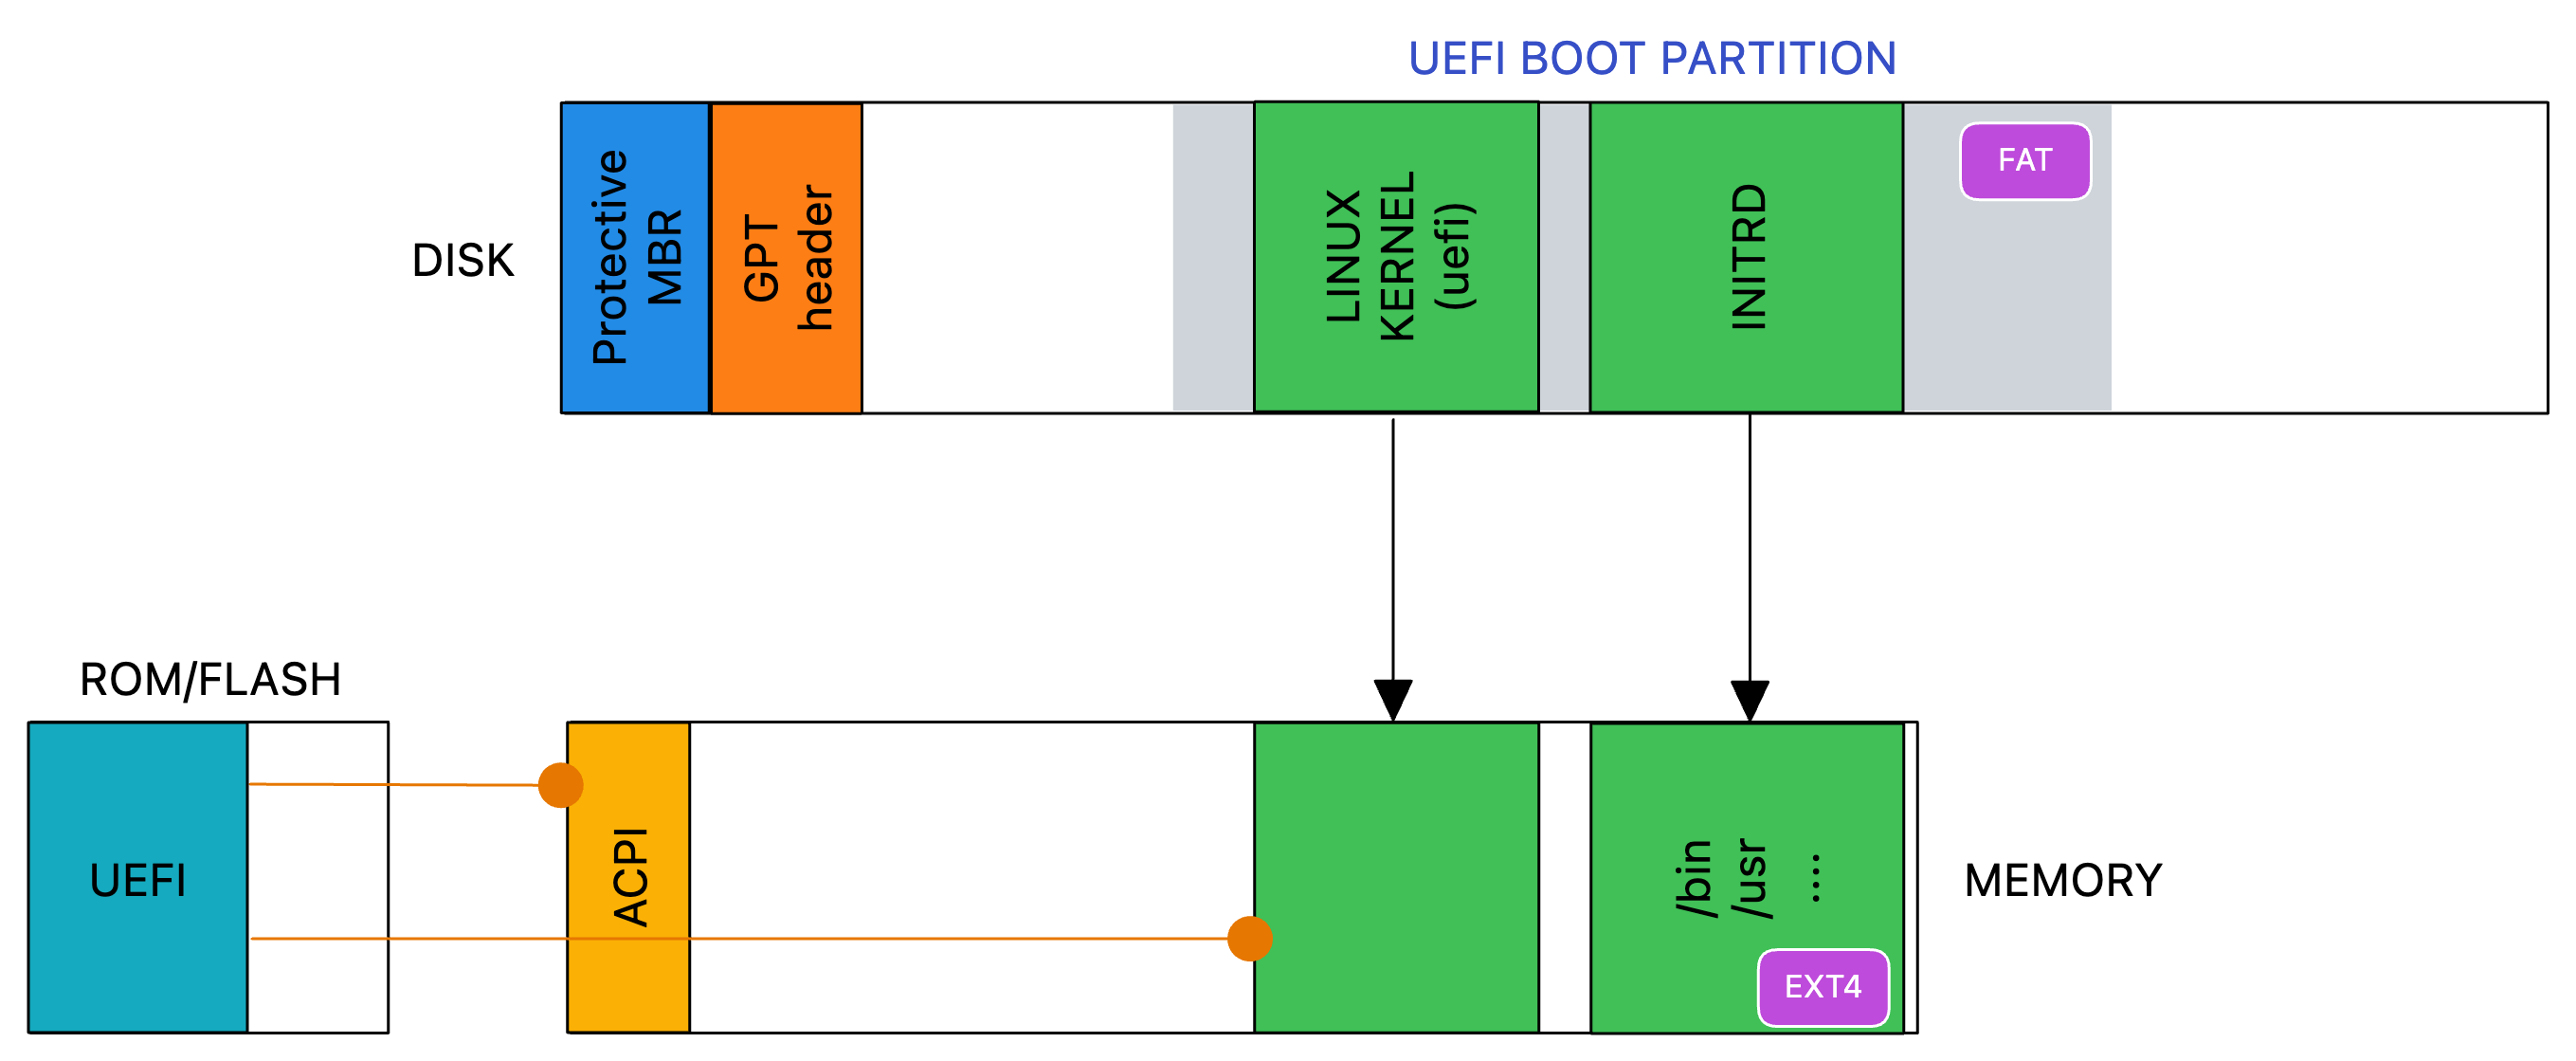 UEFI BOOT PARTITION
DISK
Protective
MBR
GPT
header
LINUX
KERNEL
(uefi)
INITRD
FAT
ROM/FLASH
UEFI
ACPI
/bin
/usr
....
EXT4
MEMORY